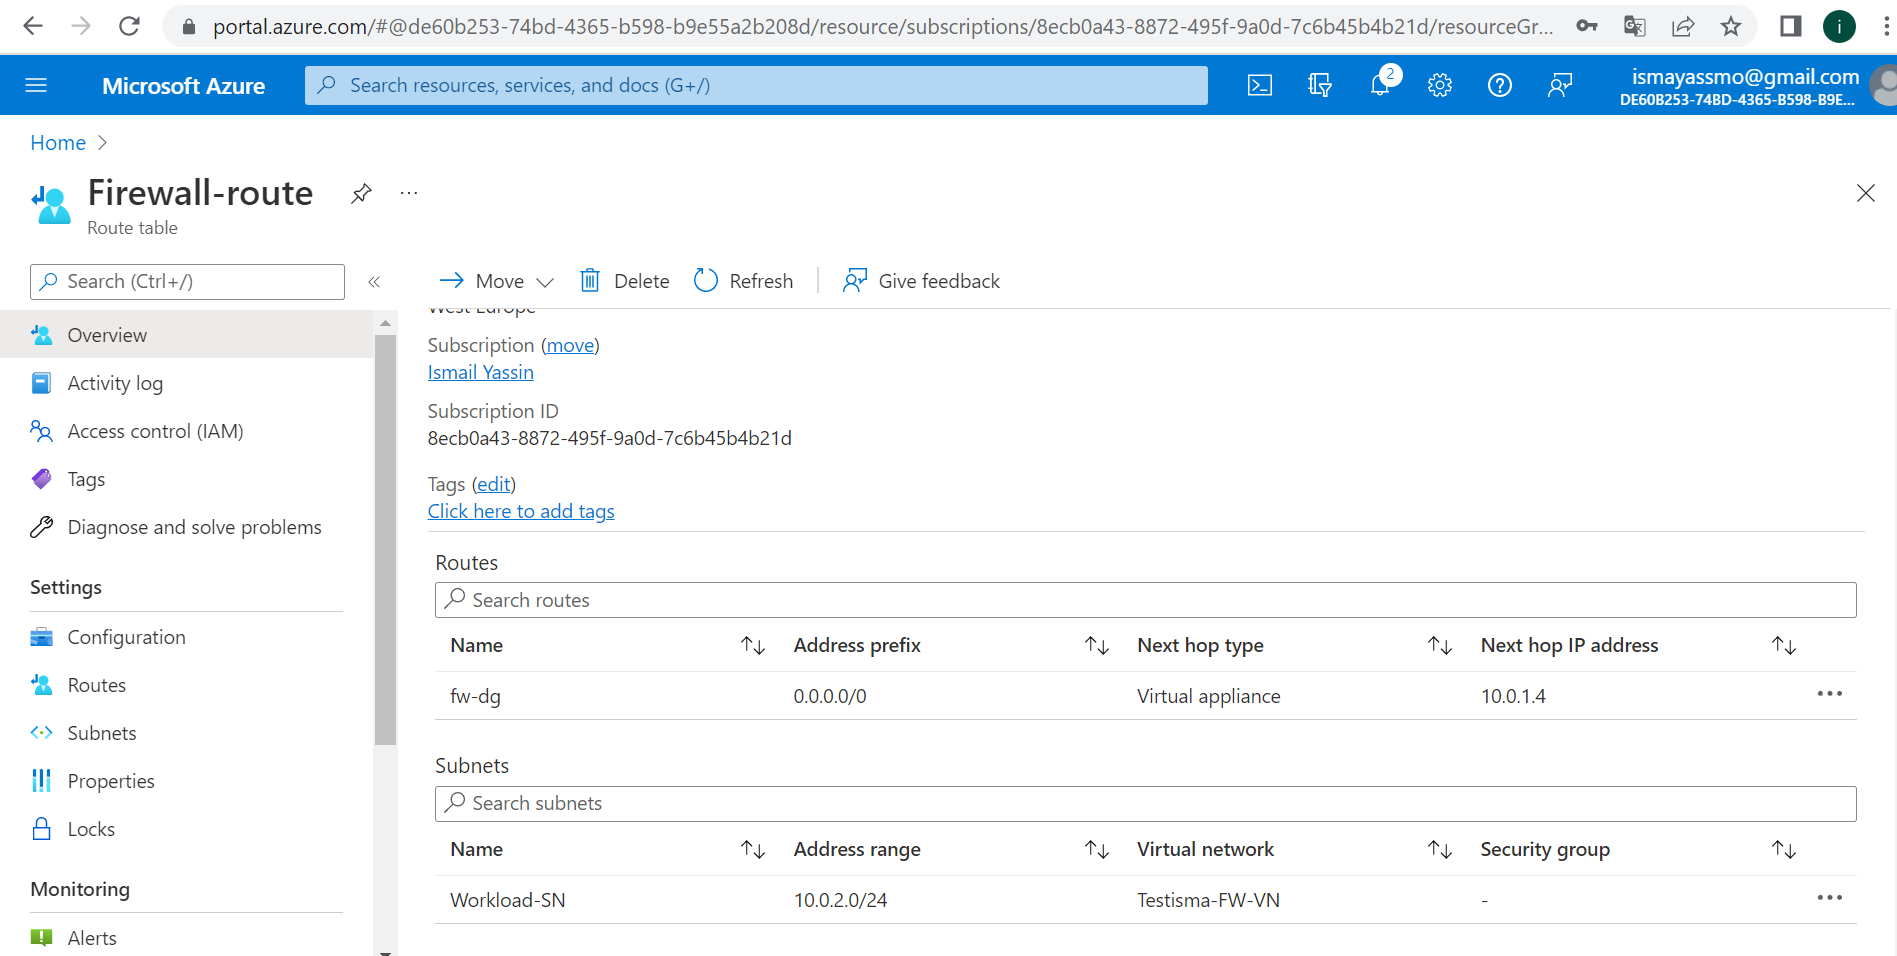 portal.azure.com/#@de60b253-74bd-4365-b598-b9e55a2b208d/resource/subscriptions/8ecb0a43-8872-495f-9a0d-7c6b45b4b21d/resourceGr...
i
Microsoft Azure
Search resources, services, and docs (G+/)
2
ismayassmo@gmail.com
DE60B253-74BD-4365-B598-B9E...
Home
Firewall-route
...
Route table
Search (Ctrl+/)
«
Move
Delete
Refresh
Give feedback
Overview
Activity log
Access control (IAM)
Tags
Diagnose and solve problems
Settings
Configuration
Routes
Subnets
Properties
Locks
Monitoring
Alerts
West Europe
Subscription (move)
Ismail Yassin
Subscription ID
8ecb0a43-8872-495f-9a0d-7c6b45b4b21d
Tags (edit)
Click here to add tags
Routes
Search routes
Name Address prefix Next hop type Next hop IP address
fw-dg 0.0.0.0/0 Virtual appliance 10.0.1.4
Subnets
Search subnets
Name Address range Virtual network Security group
Workload-SN 10.0.2.0/24 Testisma-FW-VN -